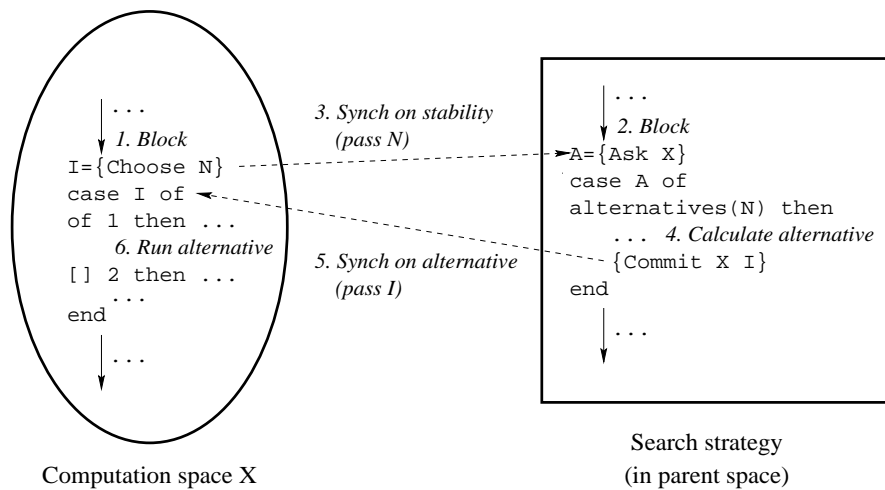 ...
1. Block
I={Choose N}
case I of
of 1 then ...
6. Run alternative
[] 2 then ...
...
end
...
Computation space X
3. Synch on stability
(pass N)
5. Synch on alternative
(pass I)
...
2. Block
A={Ask X}
case A of
alternatives(N) then
... 4. Calculate alternative
{Commit X I}
end
...
Search strategy
(in parent space)